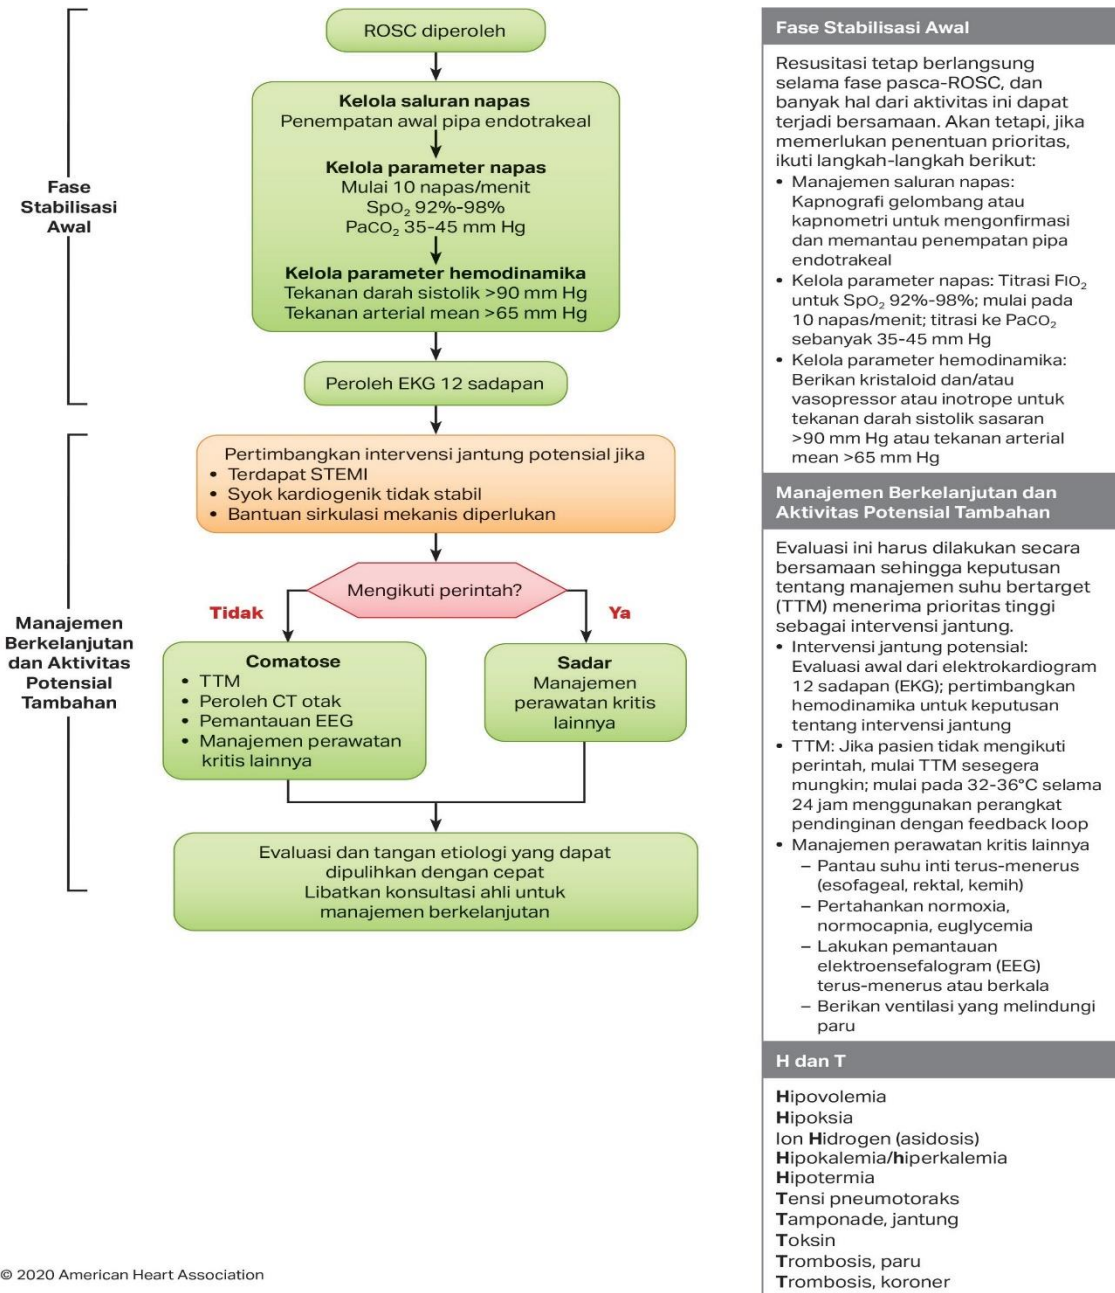 Fase
Stabilisasi
Awal
ROSC diperoleh
Kelola saluran napas
Penempatan awal pipa endotrakeal
Kelola parameter napas
Mulai 10 napas/menit
SpO₂ 92%-98%
PaCO₂ 35-45 mm Hg
Kelola parameter hemodinamika
Tekanan darah sistolik >90 mm Hg
Tekanan arterial mean >65 mm Hg
Peroleh EKG 12 sadapan
Manajemen
Berkelanjutan
dan Aktivitas
Potensial
Tambahan
Pertimbangkan intervensi jantung potensial jika
• Terdapat STEMI
• Syok kardiogenik tidak stabil
• Bantuan sirkulasi mekanis diperlukan
Mengikuti perintah?
Tidak
Ya
Comatose
• TTM
• Peroleh CT otak
• Pemantauan EEG
• Manajemen perawatan
kritis lainnya
Sadar
Manajemen
perawatan kritis
lainnya
Evaluasi dan tangan etiologi yang dapat
dipulihkan dengan cepat
Libatkan konsultasi ahli untuk
manajemen berkelanjutan
Fase Stabilisasi Awal
Resusitasi tetap berlangsung
selama fase pasca-ROSC, dan
banyak hal dari aktivitas ini dapat
terjadi bersamaan. Akan tetapi, jika
memerlukan penentuan prioritas,
ikuti langkah-langkah berikut:
• Manajemen saluran napas:
Kapnografi gelombang atau
kapnometri untuk mengonfirmasi
dan memantau penempatan pipa
endotrakeal
• Kelola parameter napas: Titrasi FIO₂
untuk SpO₂ 92%-98%; mulai pada
10 napas/menit; titrasi ke PaCO₂
sebanyak 35-45 mm Hg
• Kelola parameter hemodinamika:
Berikan kristaloid dan/atau
vasopressor atau inotrope untuk
tekanan darah sistolik sasaran
>90 mm Hg atau tekanan arterial
mean >65 mm Hg
Manajemen Berkelanjutan dan
Aktivitas Potensial Tambahan
Evaluasi ini harus dilakukan secara
bersamaan sehingga keputusan
tentang manajemen suhu bertarget
(TTM) menerima prioritas tinggi
sebagai intervensi jantung.
• Intervensi jantung potensial:
Evaluasi awal dari elektrokardiogram
12 sadapan (EKG); pertimbangkan
hemodinamika untuk keputusan
tentang intervensi jantung
• TTM: Jika pasien tidak mengikuti
perintah, mulai TTM sesegera
mungkin; mulai pada 32-36°C selama
24 jam menggunakan perangkat
pendinginan dengan feedback loop
• Manajemen perawatan kritis lainnya
– Pantau suhu inti terus-menerus
(esofageal, rektal, kemih)
– Pertahankan normoxia,
normocapnia, euglycemia
– Lakukan pemantauan
elektroensefalogram (EEG)
terus-menerus atau berkala
– Berikan ventilasi yang melindungi
paru
H dan T
Hipovolemia
Hipoksia
Ion Hidrogen (asidosis)
Hipokalemia/hiperkalemia
Hipotermia
Tensi pneumotoraks
Tamponade, jantung
Toksin
Trombosis, paru
Trombosis, koroner
© 2020 American Heart Association